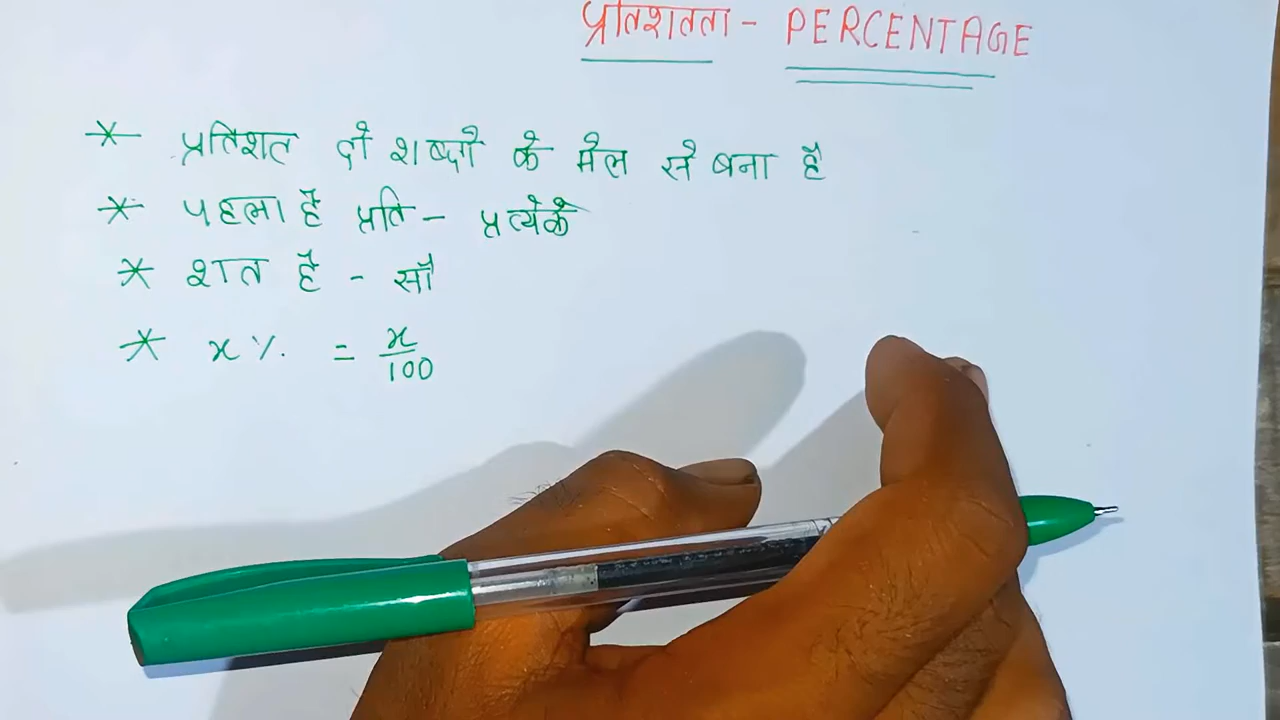 प्रतिशतता - PERCENTAGE
* प्रतिशत दो शब्दो के मेल से बना है
* पहला है प्रति - प्रत्येके
* शत है - सौ
* x % = x/100